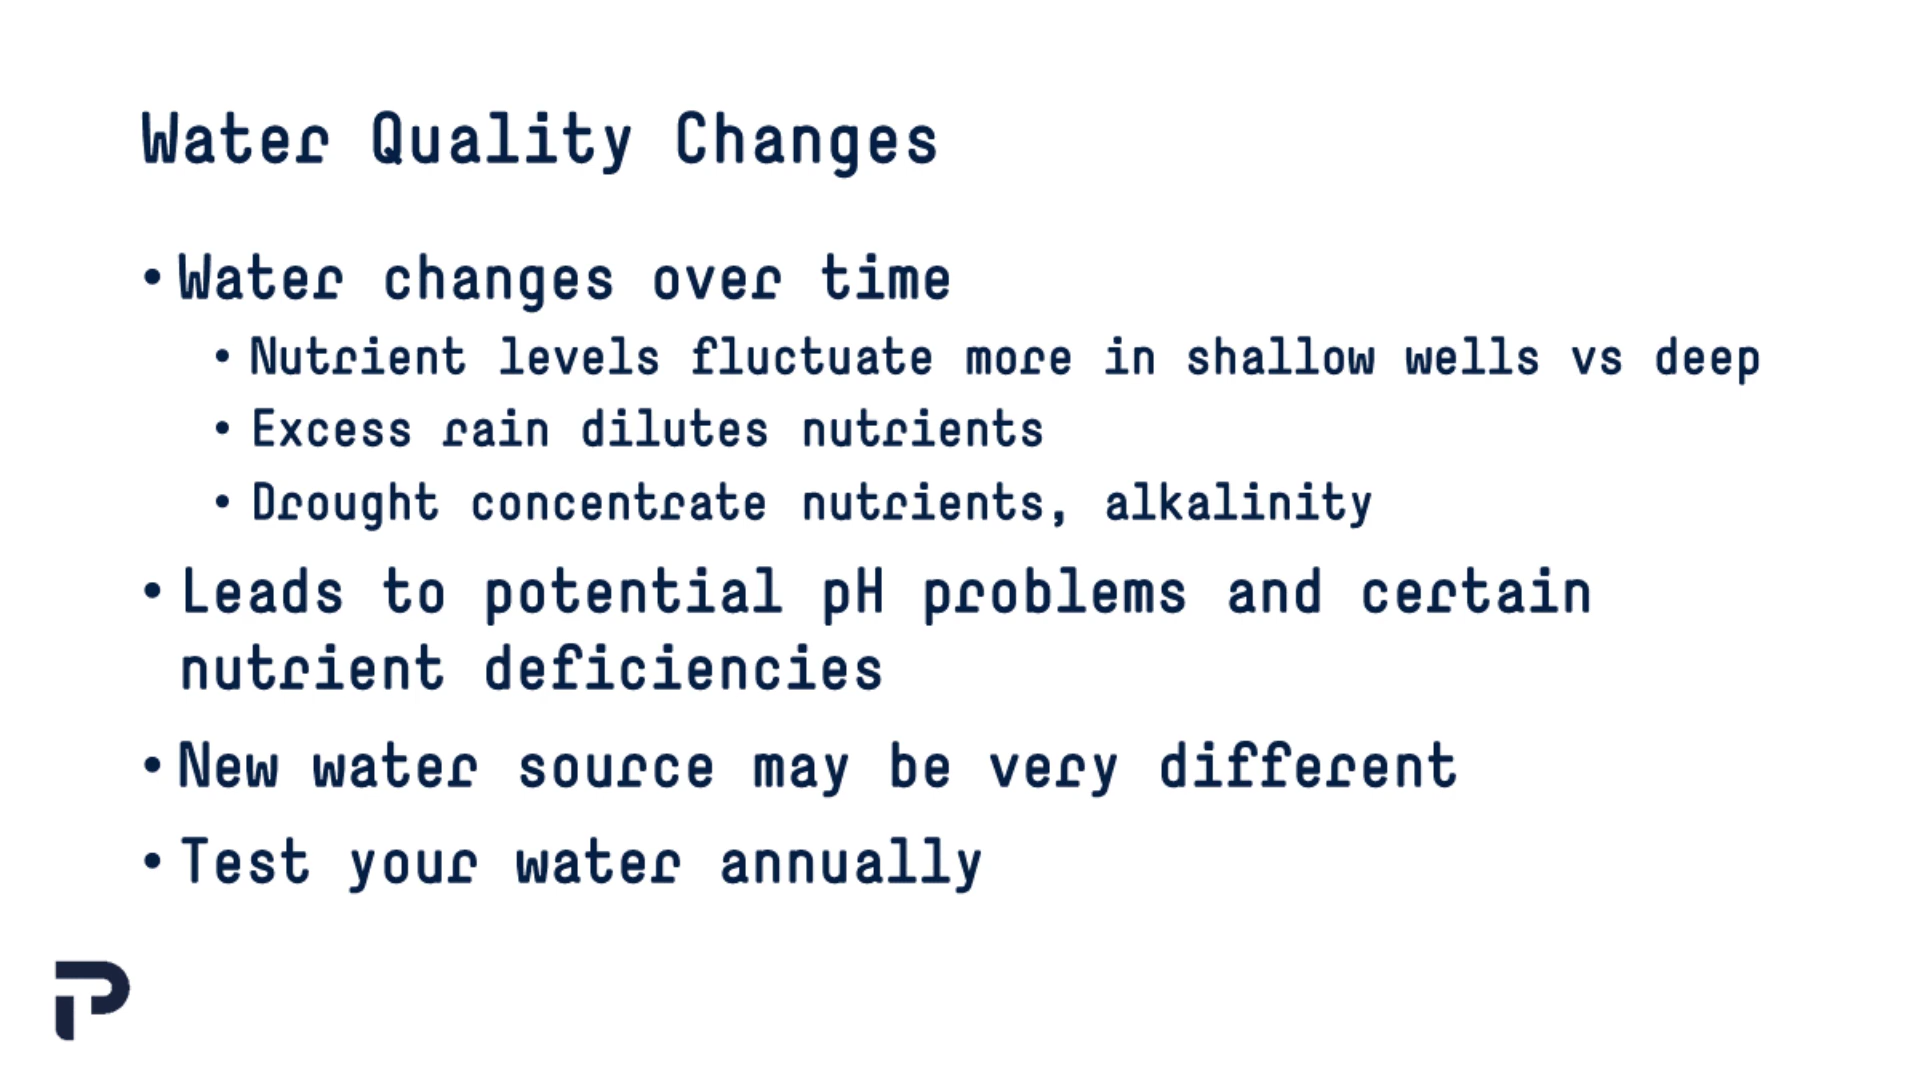 Water Quality Changes
• Water changes over time
• Nutrient levels fluctuate more in shallow wells vs deep
• Excess rain dilutes nutrients
• Drought concentrate nutrients, alkalinity
• Leads to potential pH problems and certain
nutrient deficiencies
• New water source may be very different
• Test your water annually
P